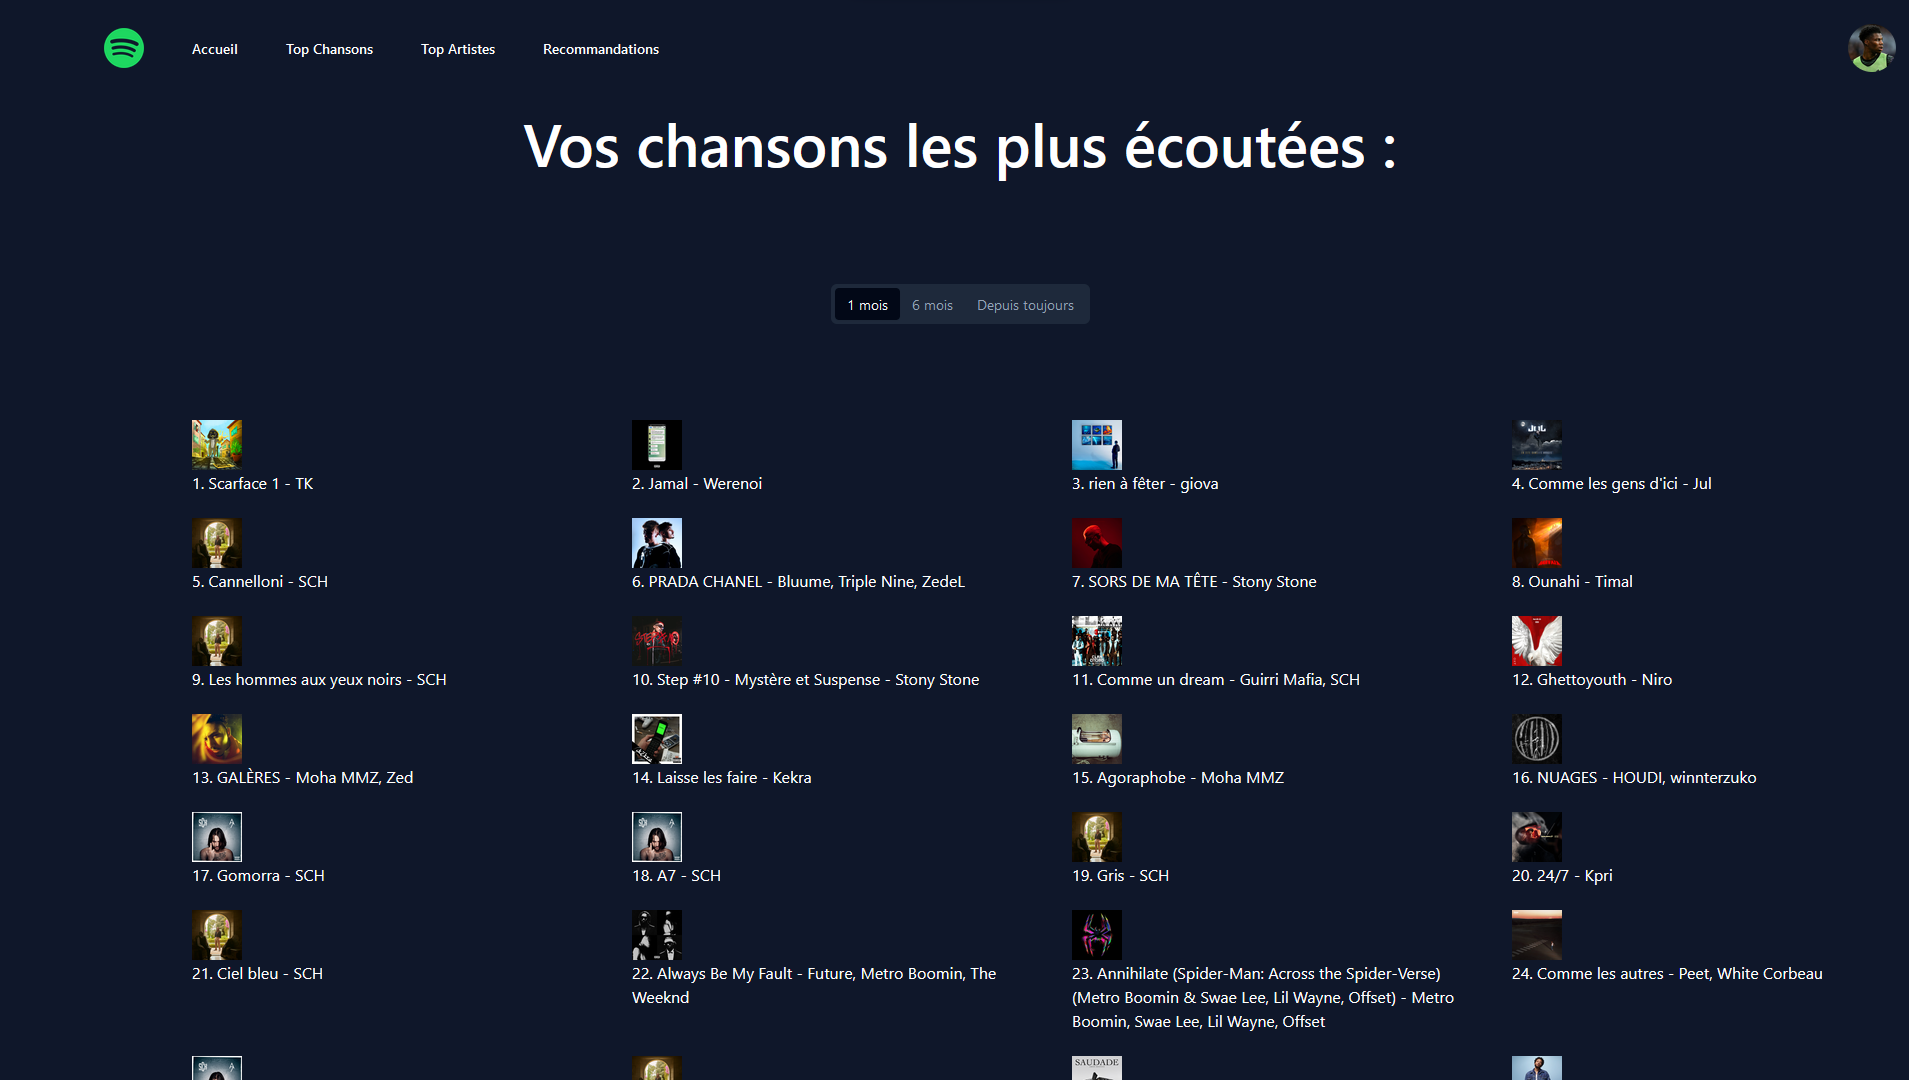 Accueil
Top Chansons
Top Artistes
Recommandations
Vos chansons les plus écoutées :
1 mois
6 mois
Depuis toujours
JUL
1. Scarface 1 - TK
2. Jamal - Werenoi
3. rien à fêter - giova
4. Comme les gens d'ici - Jul
5. Cannelloni - SCH
6. PRADA CHANEL - Bluume, Triple Nine, ZedeL
7. SORS DE MA TÊTE - Stony Stone
8. Ounahi - Timal
9. Les hommes aux yeux noirs - SCH
10. Step #10 - Mystère et Suspense - Stony Stone
11. Comme un dream - Guirri Mafia, SCH
12. Ghettoyouth - Niro
13. GALÈRES - Moha MMZ, Zed
14. Laisse les faire - Kekra
15. Agoraphobe - Moha MMZ
16. NUAGES - HOUDI, winnterzuko
SCH
SCH
17. Gomorra - SCH
18. A7 - SCH
19. Gris - SCH
20. 24/7 - Kpri
21. Ciel bleu - SCH
22. Always Be My Fault - Future, Metro Boomin, The
Weeknd
23. Annihilate (Spider-Man: Across the Spider-Verse)
(Metro Boomin & Swae Lee, Lil Wayne, Offset) - Metro
Boomin, Swae Lee, Lil Wayne, Offset
24. Comme les autres - Peet, White Corbeau
SCH
SAUDADE